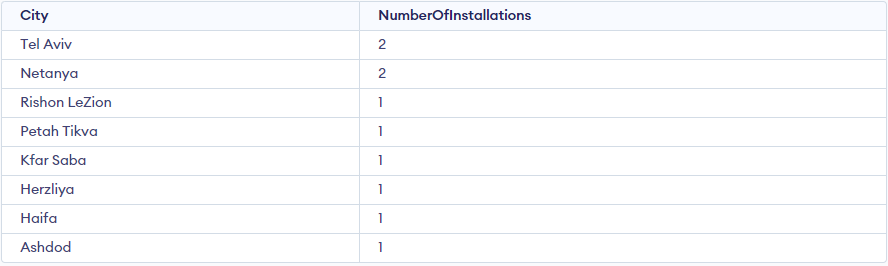 City NumberOfInstallations
Tel Aviv 2
Netanya 2
Rishon LeZion 1
Petah Tikva 1
Kfar Saba 1
Herzliya 1
Haifa 1
Ashdod 1